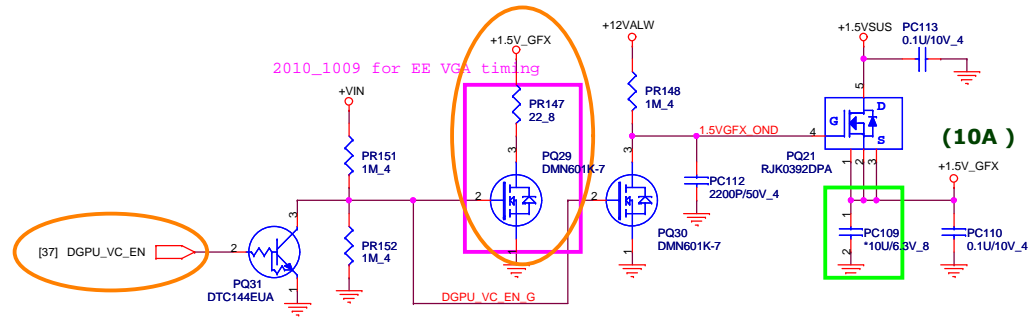 +1.5V_GFX
+12VALW
+1.5VSUS
PC113
0.1U/10V_4
2010_1009 for EE VGA timing
+VIN
PR147
22_8
PR148
1M_4
5
D
G
S
1.5VGFX_OND
4
(10A )
PR151
1M_4
3
PQ29
DMN601K-7
3
PQ21
RJK0392DPA
1
2
3
+1.5V_GFX
2
2
PC112
2200P/50V_4
3
1
1
PQ30
DMN601K-7
1
PC109
*10U/6.3V_8
2
PC110
0.1U/10V_4
[37] DGPU_VC_EN
2
PR152
1M_4
PQ31
DTC144EUA
1
DGPU_VC_EN_G